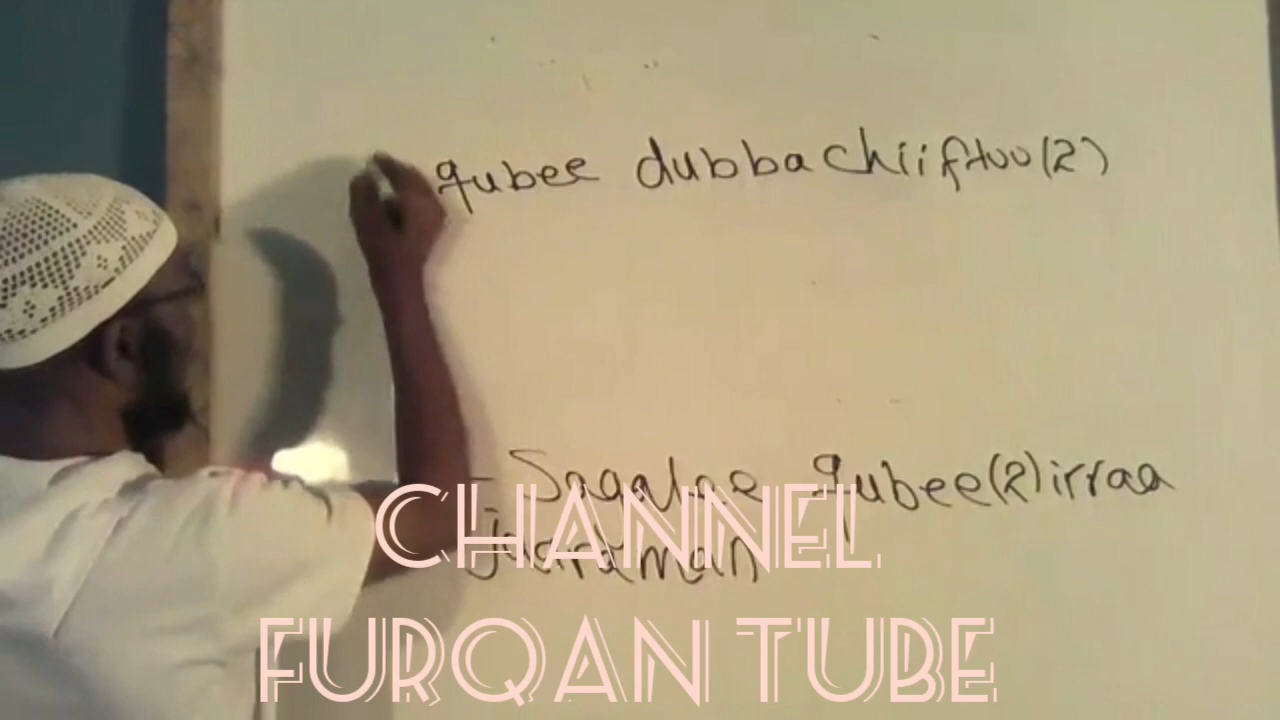 qubee dubbachiiftuu(2)
- Sagalee qubee(2)irraa
CHANNEL
FURQAN TUBE